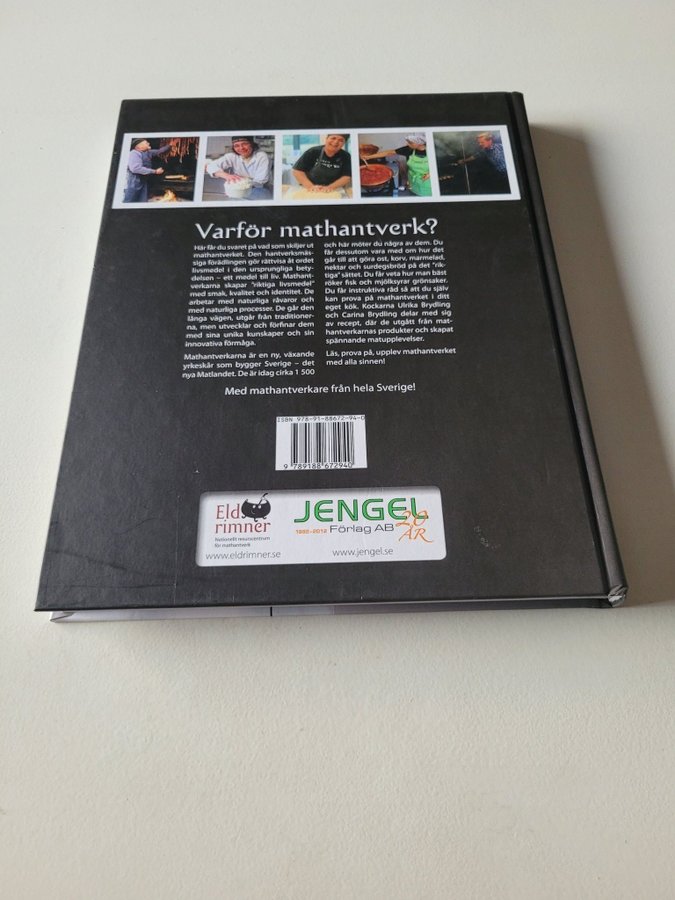 Varför mathantverk?
Här får du svaret på vad som skiljer ut
mathantverket. Den hantverksmäs-
siga förädlingen gör rättvisa åt ordet
livsmedel i den ursprungliga bety-
delsen – ett medel till liv. Mathant-
verkarna skapar "riktiga livsmedel"
med smak, kvalitet och identitet. De
arbetar med naturliga råvaror och
med naturliga processer. De går den
långa vägen, utgår från traditioner-
na, men utvecklar och förfinar dem
med sina unika kunskaper och sin
innovativa förmåga.
Mathantverkarna är en ny, växande
yrkeskår som bygger Sverige – det
nya Matlandet. De är idag cirka 1 500
och här möter du några av dem. Du
får dessutom vara med om hur det
går till att göra ost, korv, marmelad,
nektar och surdegsbröd på det "rik-
tiga" sättet. Du får veta hur man bäst
röker fisk och mjölksyrar grönsaker.
Du får instruktiva råd så att du själv
kan prova på mathantverket i ditt
eget kök. Kockarna Ulrika Brydling
och Carina Brydling delar med sig
av recept, där de utgått från mat-
hantverkarnas produkter och skapat
spännande matupplevelser.
Läs, prova på, upplev mathantverket
med alla sinnen!
Med mathantverkare från hela Sverige!
ISBN 978-91-88672-94-0
9 789188 672940
Eld
rimner
Nationellt resurscentrum
för mathantverk
www.eldrimner.se
JENGEL
1992–2012 Förlag AB
20
ÅR
www.jengel.se